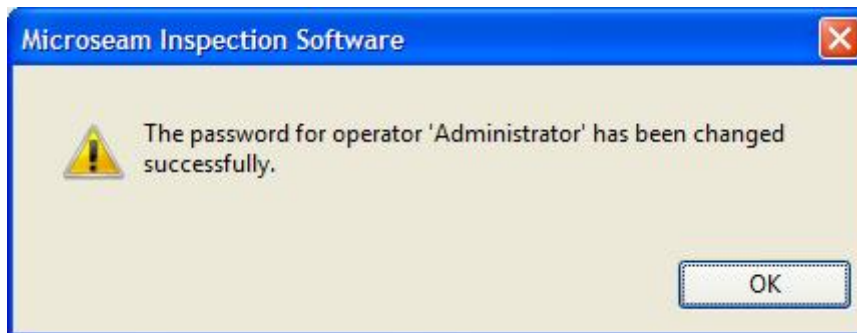 Microseam Inspection Software
The password for operator 'Administrator' has been changed
successfully.
OK